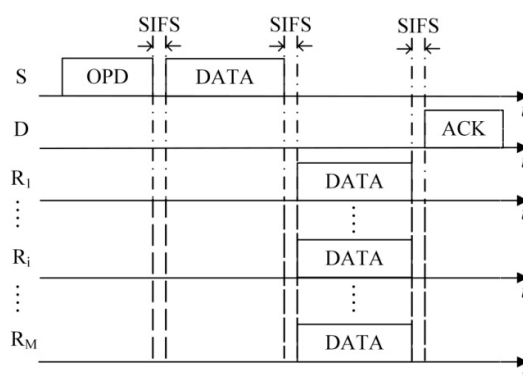 SIFS SIFS SIFS
S OPD DATA
D ACK
R1 DATA
Ri DATA
RM DATA